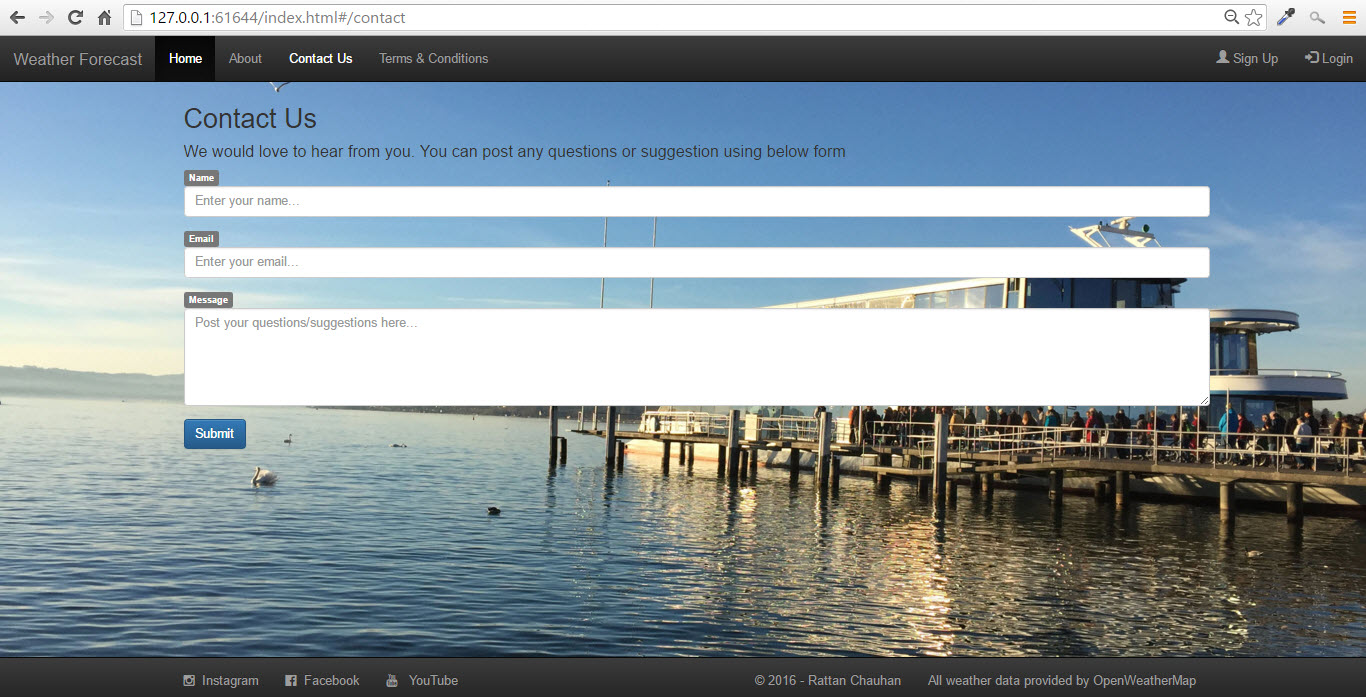 127.0.0.1:61644/index.html#/contact
Weather Forecast Home About Contact Us Terms & Conditions Sign Up Login
Contact Us
We would love to hear from you. You can post any questions or suggestion using below form
Name
Enter your name...
Email
Enter your email...
Message
Post your questions/suggestions here...
Submit
Instagram Facebook YouTube © 2016 - Rattan Chauhan All weather data provided by OpenWeatherMap